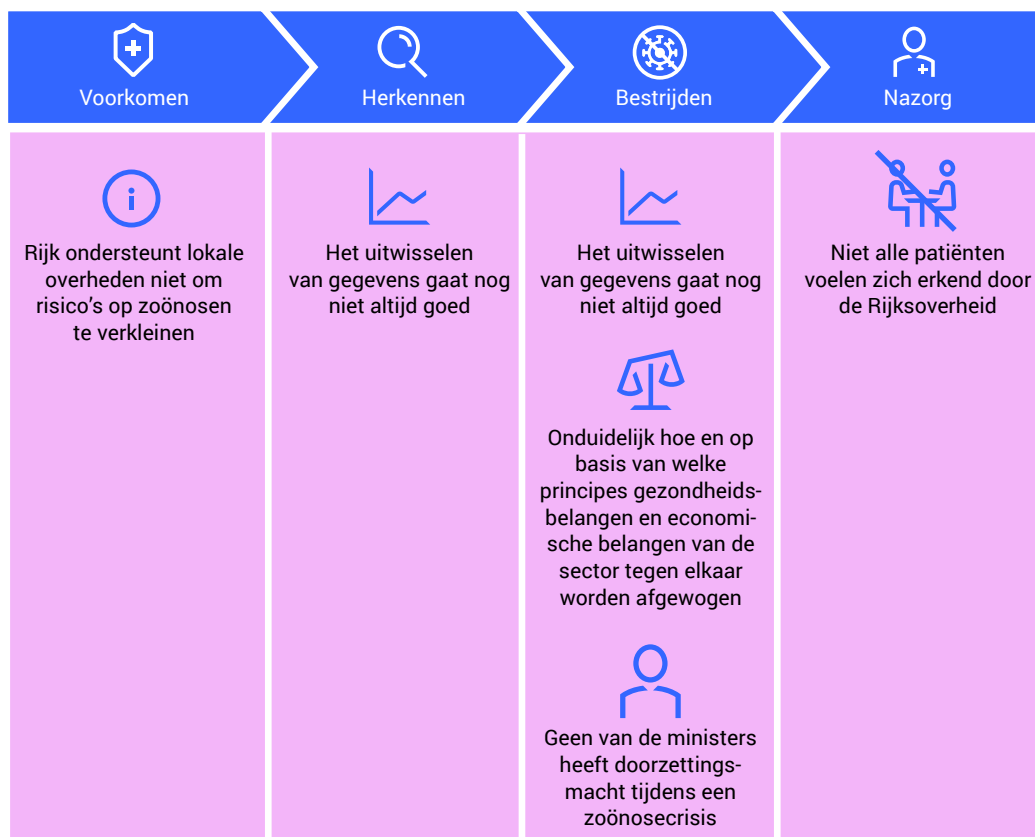 Voorkomen
Herkennen
Bestrijden
Nazorg
Rijk ondersteunt lokale
overheden niet om
risico's op zoönosen
te verkleinen
Het uitwisselen
van gegevens gaat nog
niet altijd goed
Het uitwisselen
van gegevens gaat nog
niet altijd goed
Onduidelijk hoe en op
basis van welke
principes gezondheids-
belangen en economi-
sche belangen van de
sector tegen elkaar
worden afgewogen
Geen van de ministers
heeft doorzettings-
macht tijdens een
zoönosecrisis
Niet alle patiënten
voelen zich erkend door
de Rijksoverheid